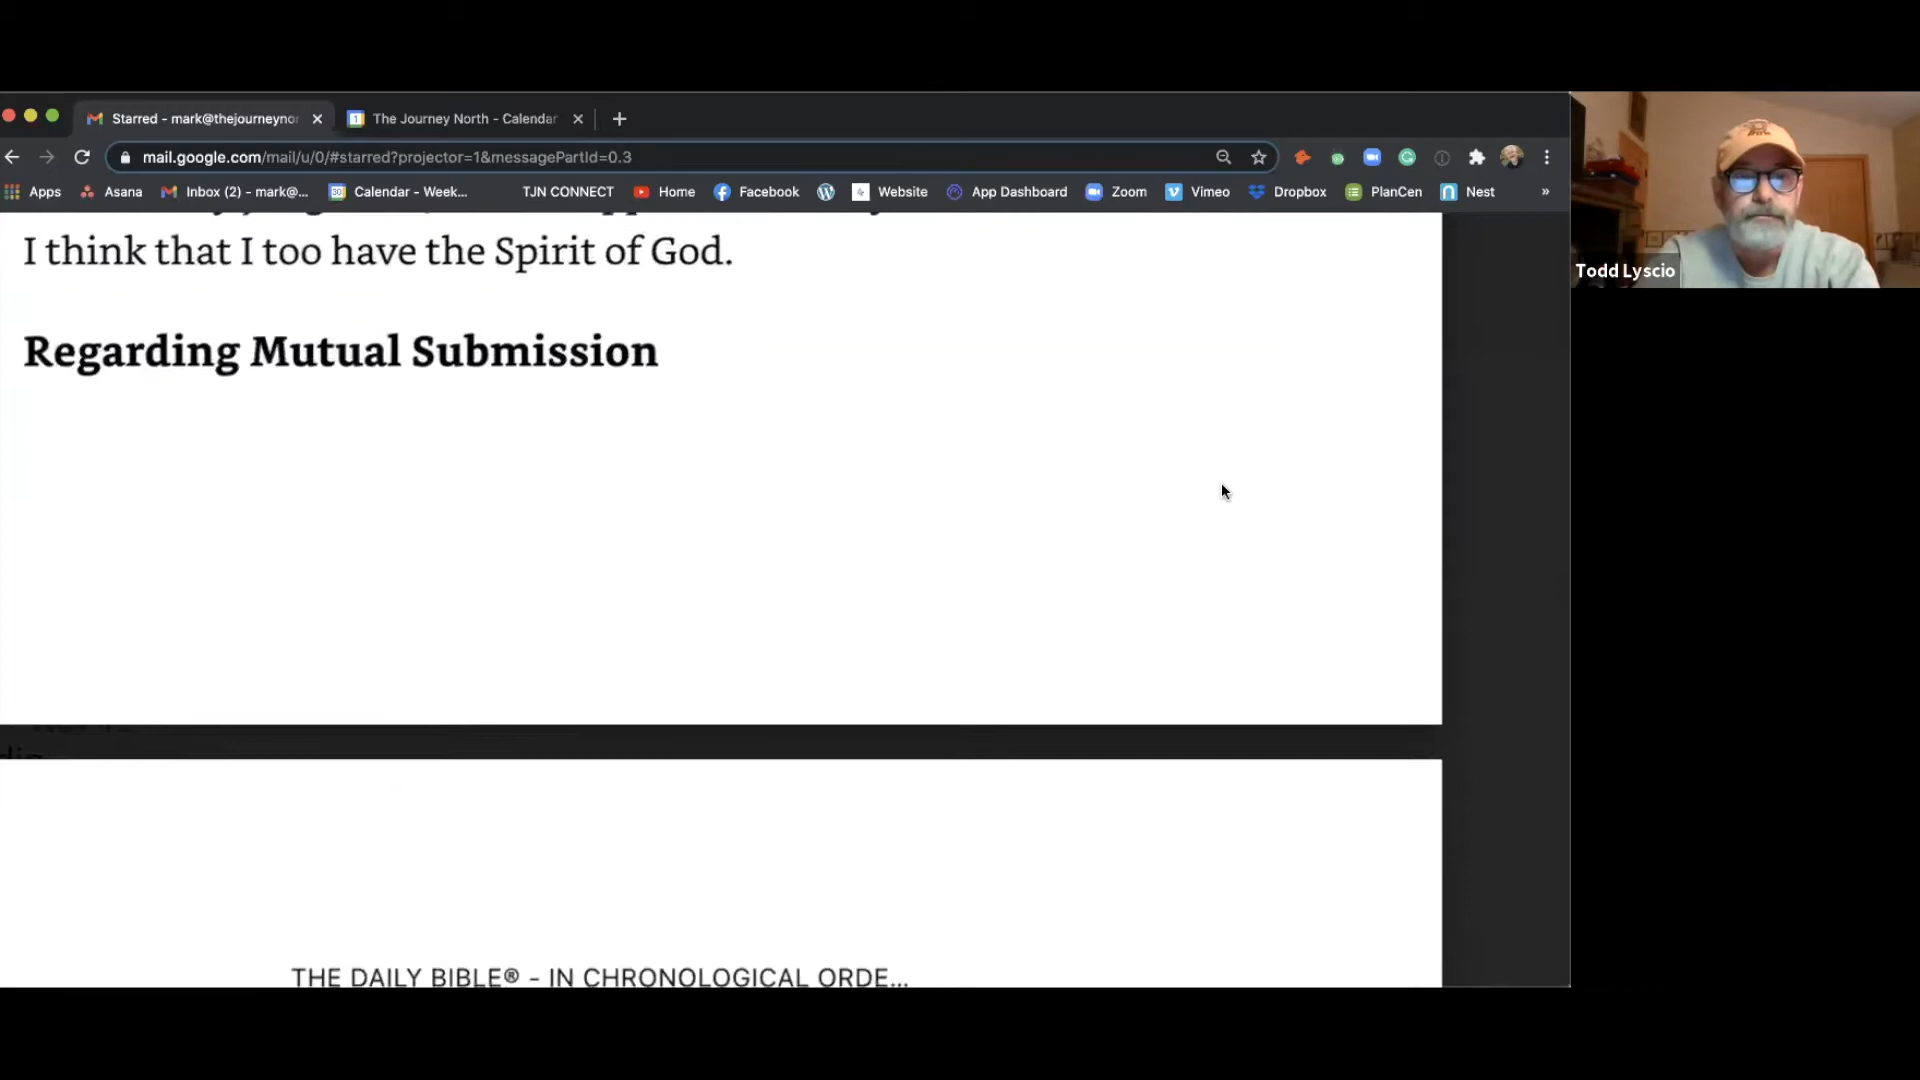 Starred - mark@thejourneyno
The Journey North - Calendar
mail.google.com/mail/u/0/#starred?projector=1&messagePartId=0.3
Apps
Asana
Inbox (2) - mark@...
Calendar - Week...
TJN CONNECT
Home
Facebook
Website
App Dashboard
Zoom
Vimeo
Dropbox
PlanCen
Nest
»
I think that I too have the Spirit of God.
Regarding Mutual Submission
THE DAILY BIBLE® - IN CHRONOLOGICAL ORDE...
Todd Lyscio